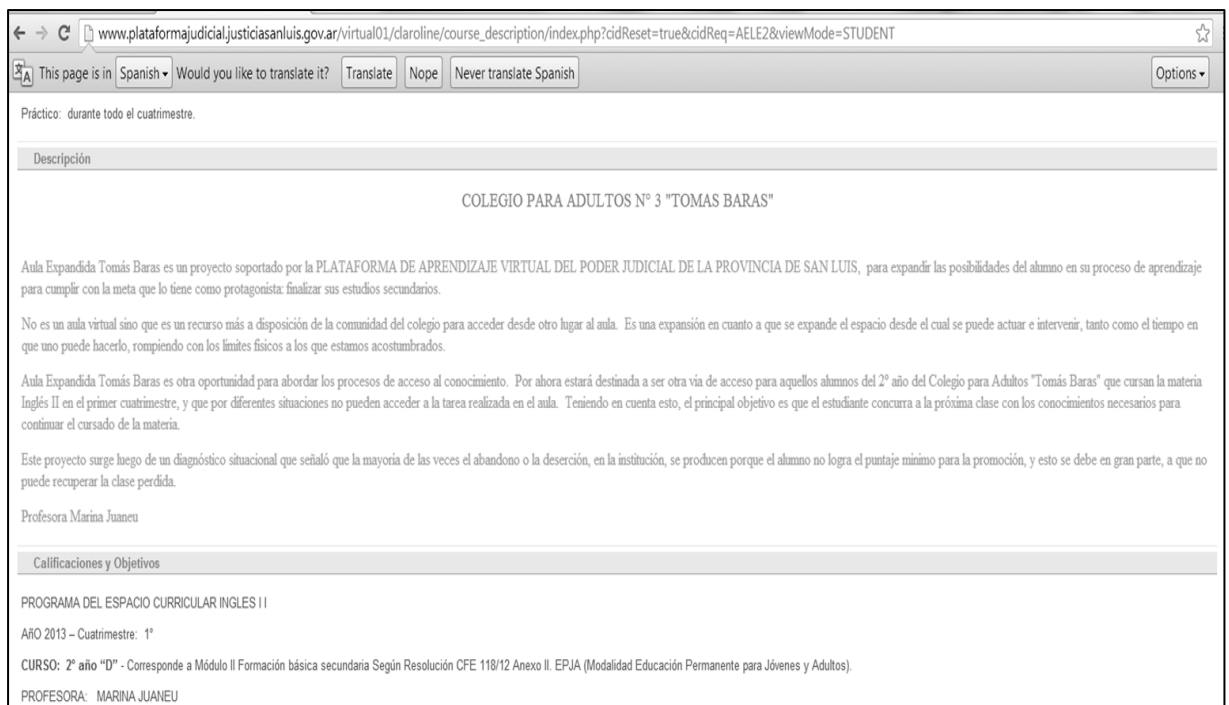 www.plataformajudicial.justiciasanluis.gov.ar/virtual01/claroline/course_description/index.php?cidReset=true&cidReq=AELE2&viewMode=STUDENT
This page is in Spanish Would you like to translate it? Translate Nope Never translate Spanish Options
Práctico: durante todo el cuatrimestre.
Descripción
COLEGIO PARA ADULTOS Nº 3 "TOMAS BARAS"
Aula Expandida Tomás Baras es un proyecto soportado por la PLATAFORMA DE APRENDIZAJE VIRTUAL DEL PODER JUDICIAL DE LA PROVINCIA DE SAN LUIS, para expandir las posibilidades del alumno en su proceso de aprendizaje
para cumplir con la meta que lo tiene como protagonista: finalizar sus estudios secundarios.
No es un aula virtual sino que es un recurso más a disposición de la comunidad del colegio para acceder desde otro lugar al aula. Es una expansión en cuanto a que se expande el espacio desde el cual se puede actuar e intervenir, tanto como el tiempo en
que uno puede hacerlo, rompiendo con los límites físicos a los que estamos acostumbrados.
Aula Expandida Tomás Baras es otra oportunidad para abordar los procesos de acceso al conocimiento. Por ahora estará destinada a ser otra vía de acceso para aquellos alumnos del 2º año del Colegio para Adultos "Tomás Baras" que cursan la materia
Inglés II en el primer cuatrimestre, y que por diferentes situaciones no pueden acceder a la tarea realizada en el aula. Teniendo en cuenta esto, el principal objetivo es que el estudiante concurra a la próxima clase con los conocimientos necesarios para
continuar el cursado de la materia.
Este proyecto surge luego de un diagnóstico situacional que señaló que la mayoría de las veces el abandono o la deserción, en la institución, se producen porque el alumno no logra el puntaje mínimo para la promoción, y esto se debe en gran parte, a que no
puede recuperar la clase perdida.
Profesora Marina Juaneu
Calificaciones y Objetivos
PROGRAMA DEL ESPACIO CURRICULAR INGLES I I
AñO 2013 – Cuatrimestre: 1º
CURSO: 2º año “D” - Corresponde a Módulo II Formación básica secundaria Según Resolución CFE 118/12 Anexo II. EPJA (Modalidad Educación Permanente para Jóvenes y Adultos).
PROFESORA: MARINA JUANEU